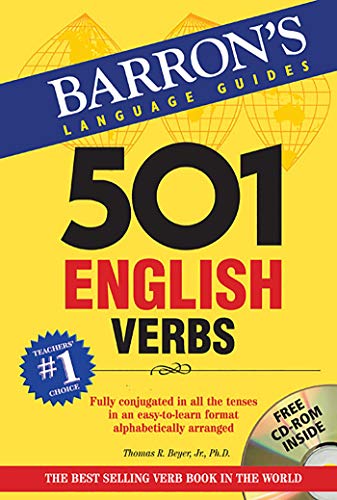 BARRON'S
LANGUAGE GUIDES
501
ENGLISH
VERBS
TEACHERS'
#1
CHOICE
Fully conjugated in all the tenses
in an easy-to-learn format
alphabetically arranged
Thomas R. Beyer, Jr., Ph.D.
FREE
CD-ROM
INSIDE
THE BEST SELLING VERB BOOK IN THE WORLD